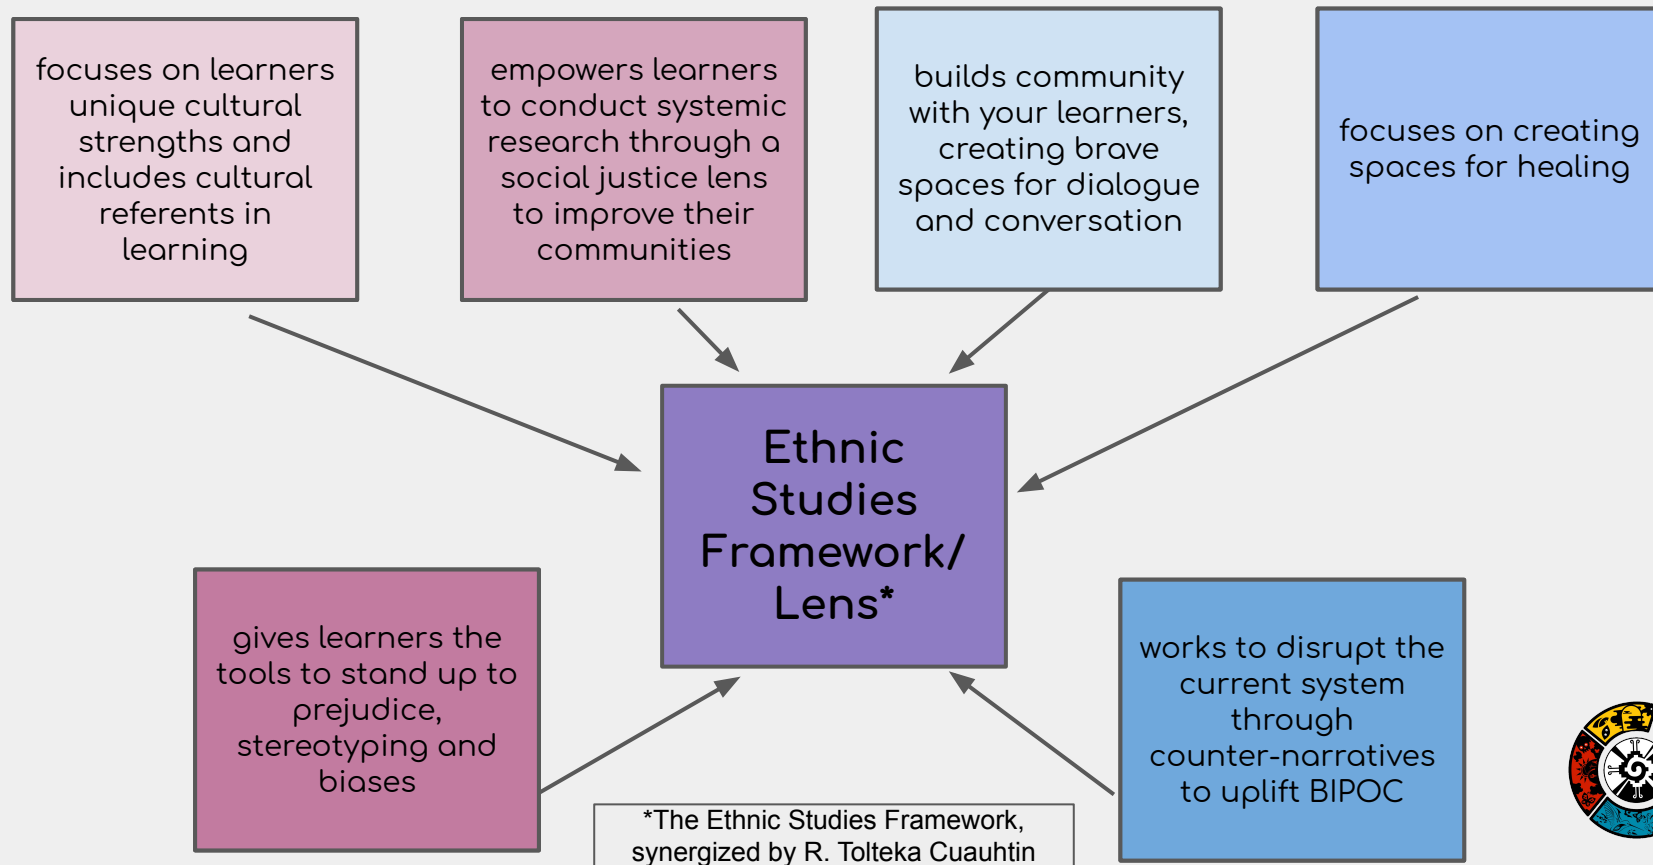 focuses on learners
unique cultural
strengths and
includes cultural
referents in
learning
empowers learners
to conduct systemic
research through a
social justice lens
to improve their
communities
builds community
with your learners,
creating brave
spaces for dialogue
and conversation
focuses on creating
spaces for healing
Ethnic
Studies
Framework/
Lens*
gives learners the
tools to stand up to
prejudice,
stereotyping and
biases
works to disrupt the
current system
through
counter-narratives
to uplift BIPOC
*The Ethnic Studies Framework,
synergized by R. Tolteka Cuauhtin